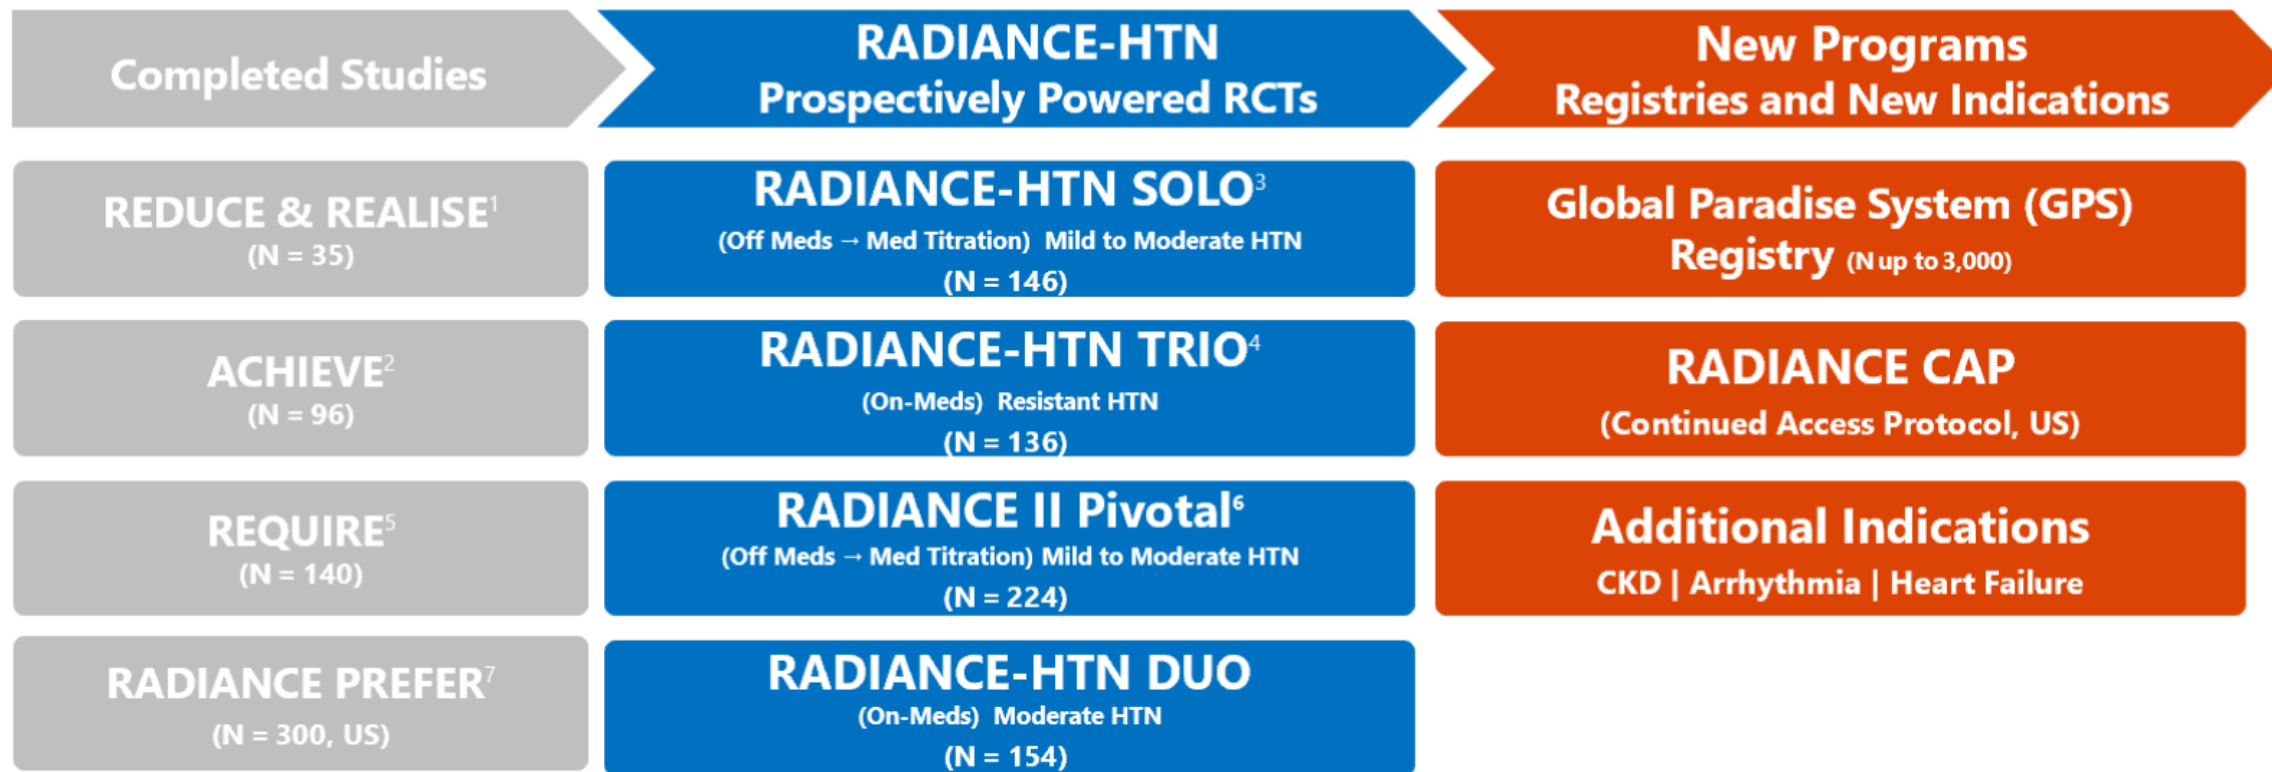 Completed Studies
RADIANCE-HTN
Prospectively Powered RCTs
New Programs
Registries and New Indications
REDUCE & REALISE¹
(N = 35)
ACHIEVE²
(N = 96)
REQUIRE⁵
(N = 140)
RADIANCE PREFER⁷
(N = 300, US)
RADIANCE-HTN SOLO³
(Off Meds → Med Titration) Mild to Moderate HTN
(N = 146)
RADIANCE-HTN TRIO⁴
(On-Meds) Resistant HTN
(N = 136)
RADIANCE II Pivotal⁶
(Off Meds → Med Titration) Mild to Moderate HTN
(N = 224)
RADIANCE-HTN DUO
(On-Meds) Moderate HTN
(N = 154)
Global Paradise System (GPS)
Registry (N up to 3,000)
RADIANCE CAP
(Continued Access Protocol, US)
Additional Indications
CKD | Arrhythmia | Heart Failure